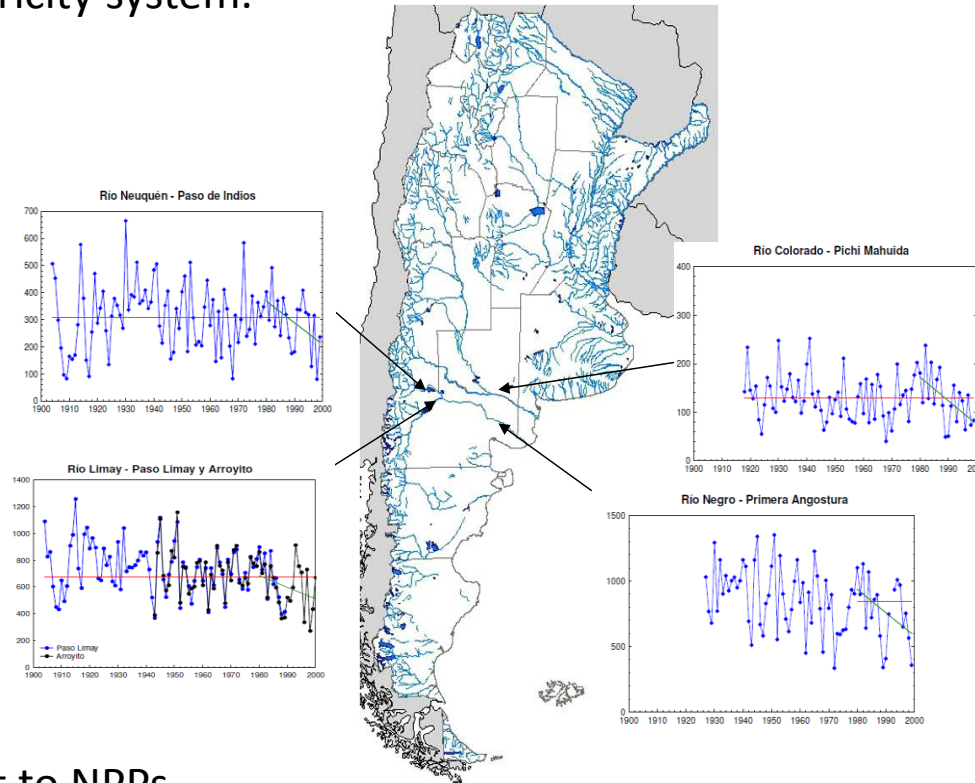 icity system.
Río Neuquén - Paso de Indios
700
600
500
400
300
200
100
0
1900 1910 1920 1930 1940 1950 1960 1970 1980 1990 2000
Río Colorado - Pichi Mahuida
400
300
200
100
0
1900 1910 1920 1930 1940 1950 1960 1970 1980 1990 200
Río Limay - Paso Limay y Arroyito
1400
1200
1000
800
600
400
200
0
Paso Limay
Arroyito
1900 1910 1920 1930 1940 1950 1960 1970 1980 1990 2000
Río Negro - Primera Angostura
1500
1000
500
0
1900 1910 1920 1930 1940 1950 1960 1970 1980 1990 2000
t to NPPs